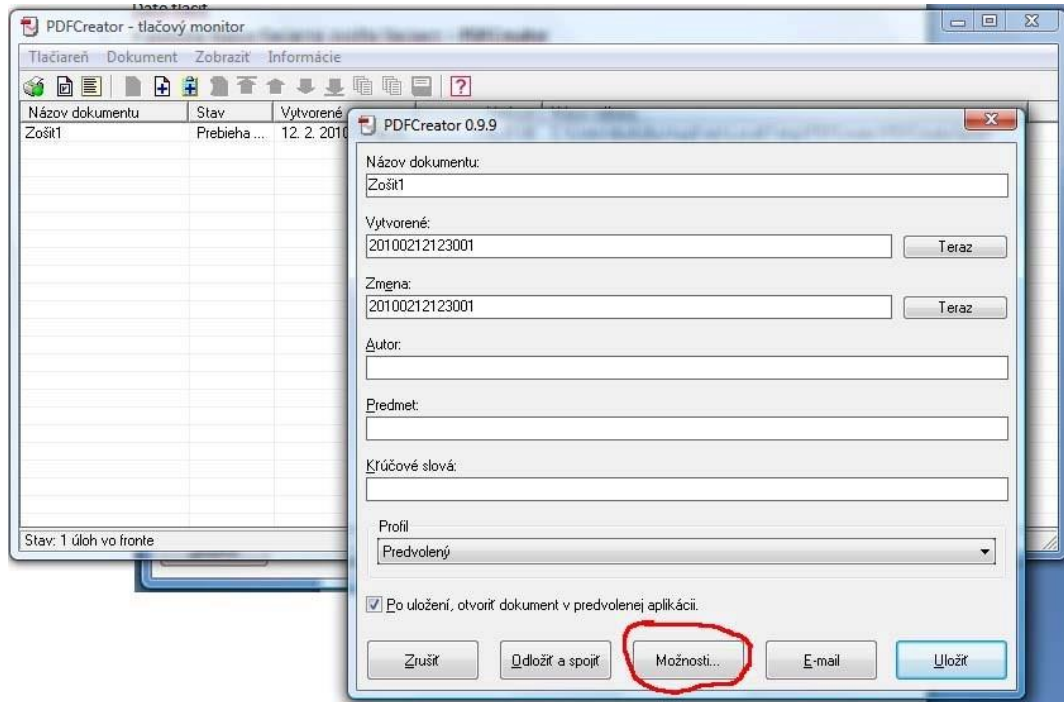 Dato tlačiť
PDFCreator - tlačový monitor
Tlačiareň Dokument Zobraziť Informácie
Názov dokumentu Stav Vytvorené
Zošit1 Prebieha ... 12. 2. 2010
Stav: 1 úloh vo fronte
PDFCreator 0.9.9
Názov dokumentu:
Zošit1
Vytvorené:
20100212123001 Teraz
Zmena:
20100212123001 Teraz
Autor:
Predmet:
Kľúčové slová:
Profil
Predvolený
Po uložení, otvoriť dokument v predvolenej aplikácii.
Zrušiť Odložiť a spojiť Možnosti... E-mail Uložiť